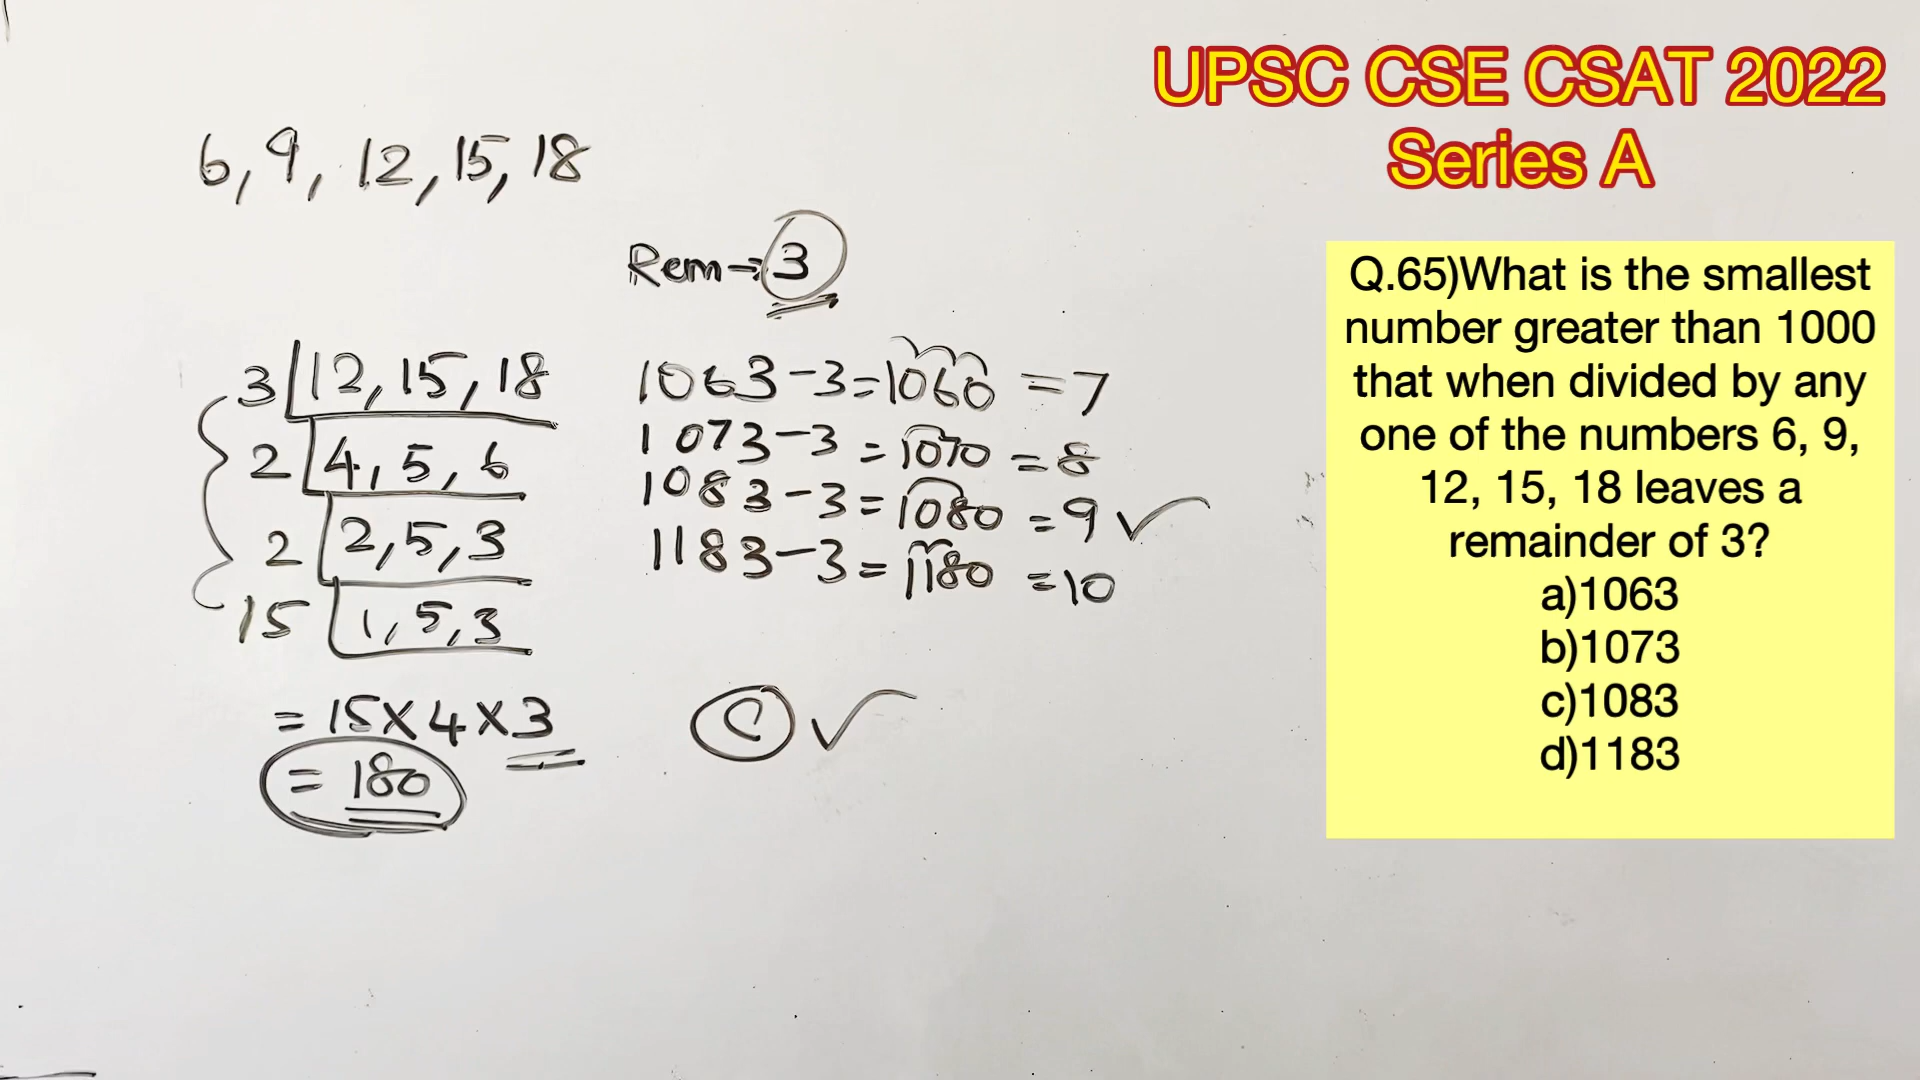 UPSC CSE CSAT 2022
Series A
6, 9, 12, 15, 18
Rem → 3
3 12, 15, 18
2 4, 5, 6
2 2, 5, 3
15 1, 5, 3
= 15 × 4 × 3
= 180
1063 - 3 = 1060 = 7
1073 - 3 = 1070 = 8
1083 - 3 = 1080 = 9 ✓
1183 - 3 = 1180 = 10
C ✓
Q.65)What is the smallest
number greater than 1000
that when divided by any
one of the numbers 6, 9,
12, 15, 18 leaves a
remainder of 3?
a)1063
b)1073
c)1083
d)1183